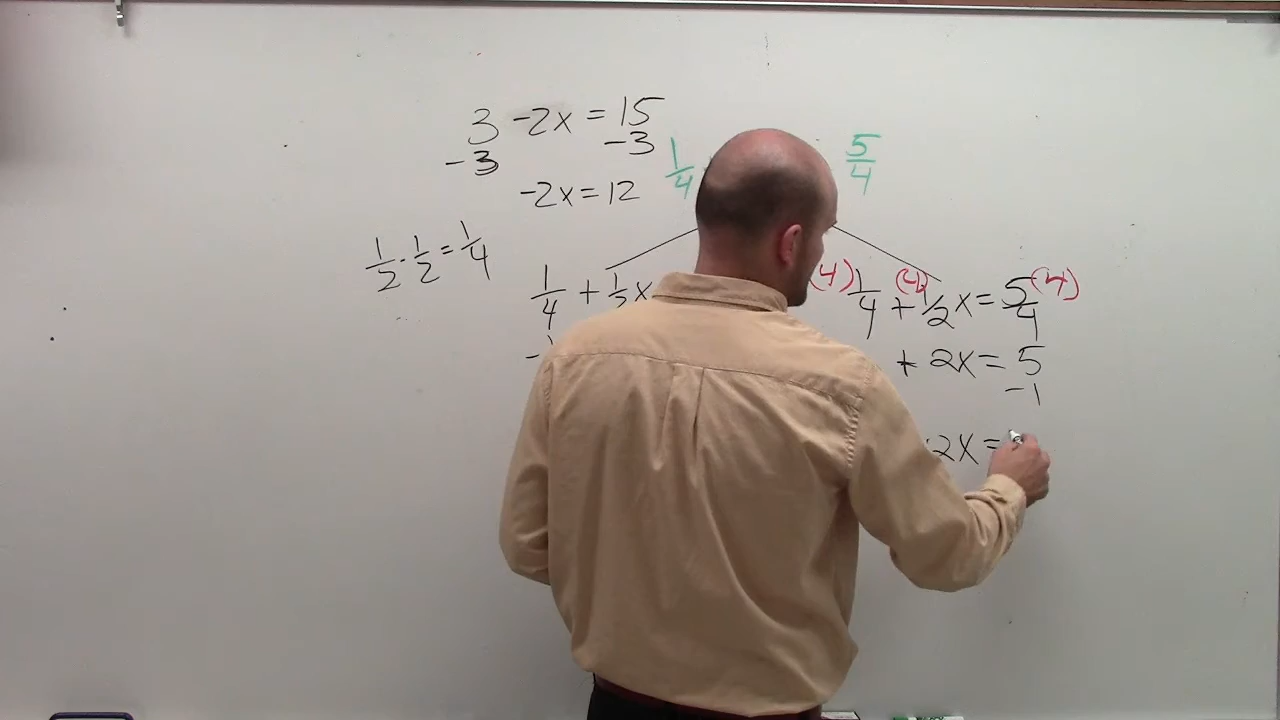 3 -2x = 15
-3 -3
-2x = 12
1/4 5/4
1/2 · 1/2 = 1/4
1/4 + 1/2x
(4) 1/4 + (4) 1/2x = 5/4 (4)
+ 2x = 5
-1
2x =